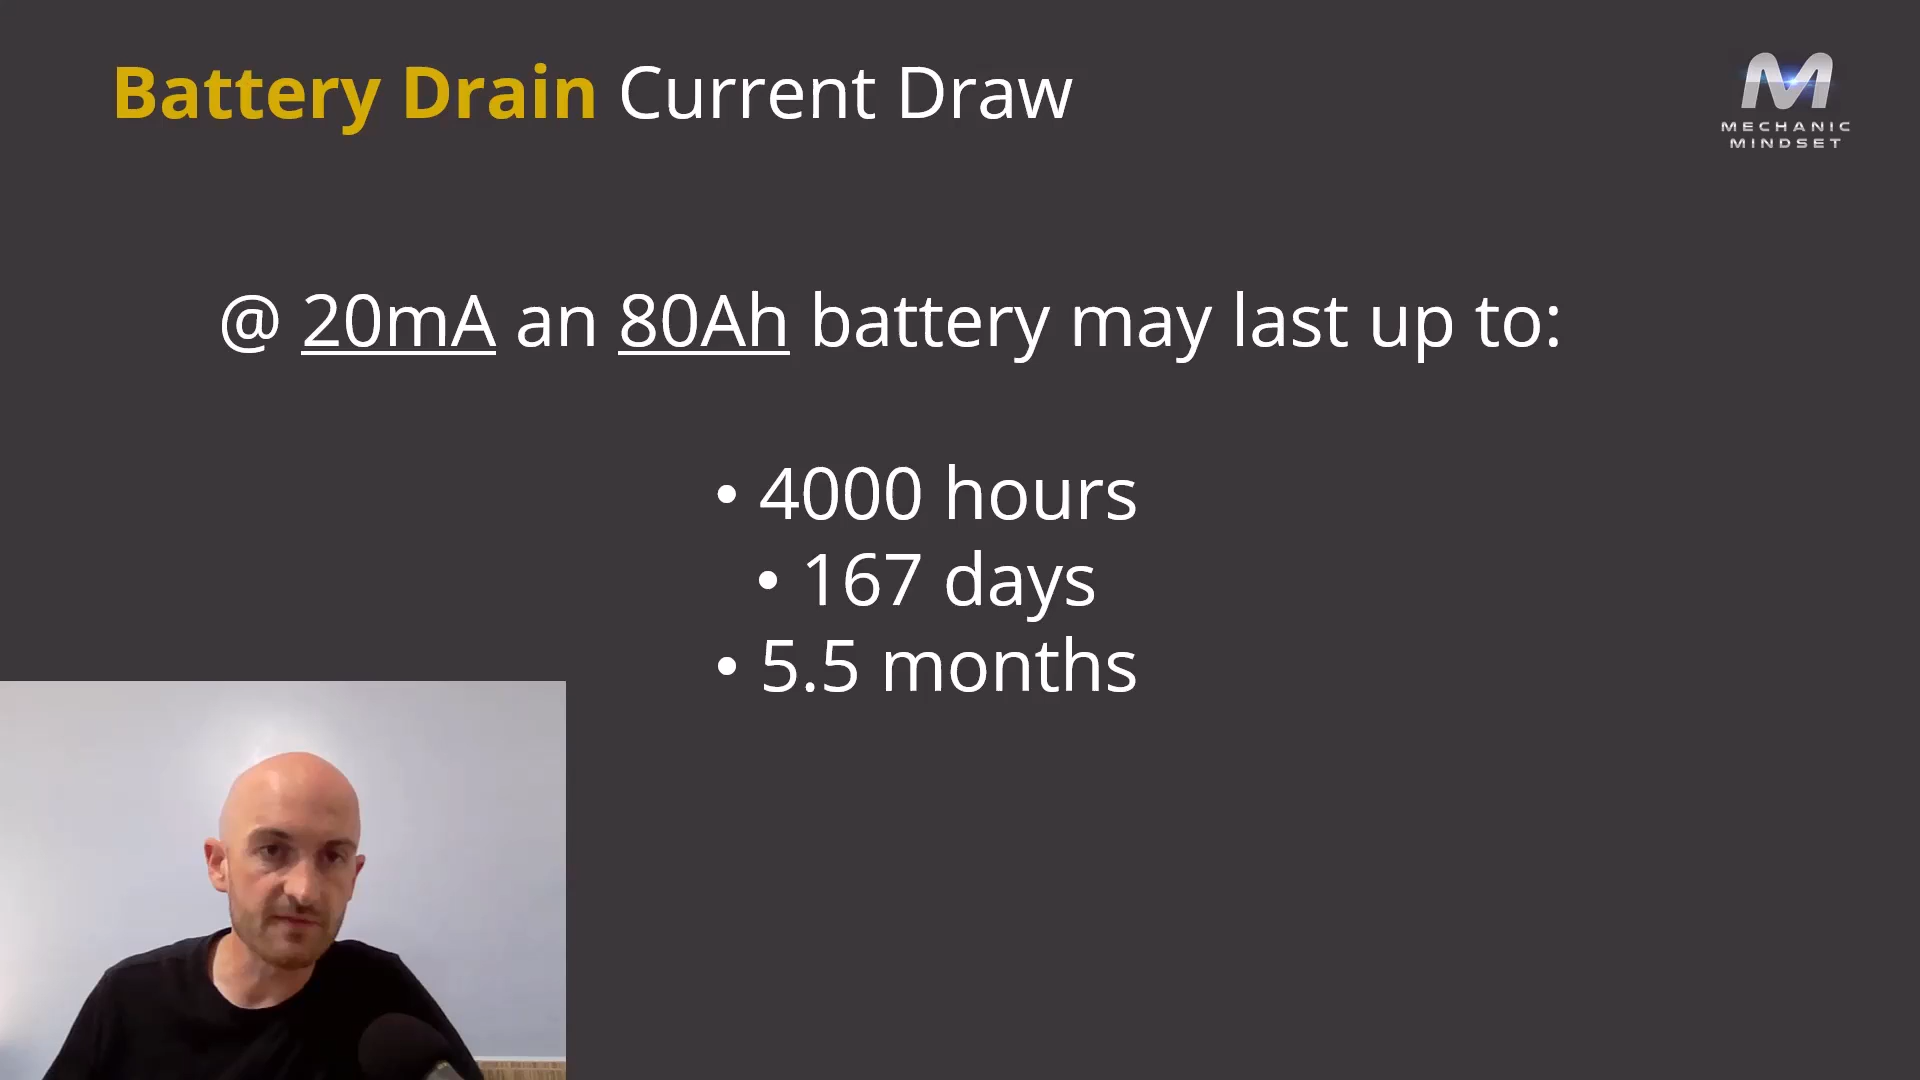 Battery Drain Current Draw
MECHANIC
MINDSET
@ 20mA an 80Ah battery may last up to:
• 4000 hours
• 167 days
• 5.5 months